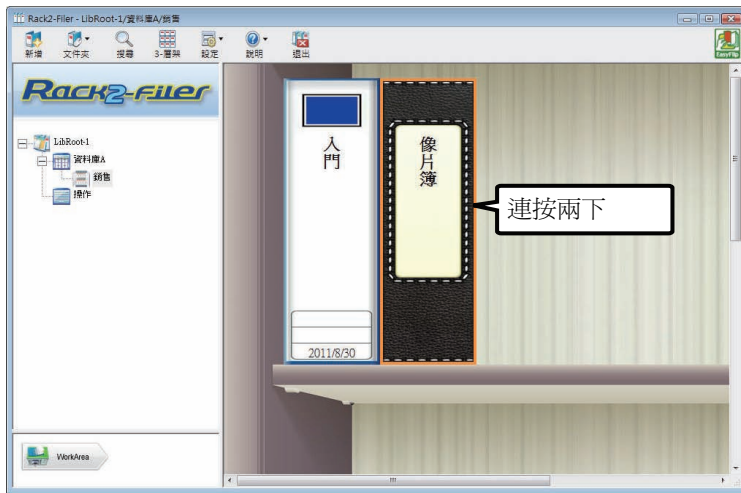 Rack2-Filer - LibRoot-1/資料庫A/銷售
新增 文件夾 搜尋 3-層架 設定 說明 退出
EasyFlip
Rack2-Filer
LibRoot-1
資料庫A
銷售
操作
入門
像片簿
連按兩下
2011/8/30
WorkArea